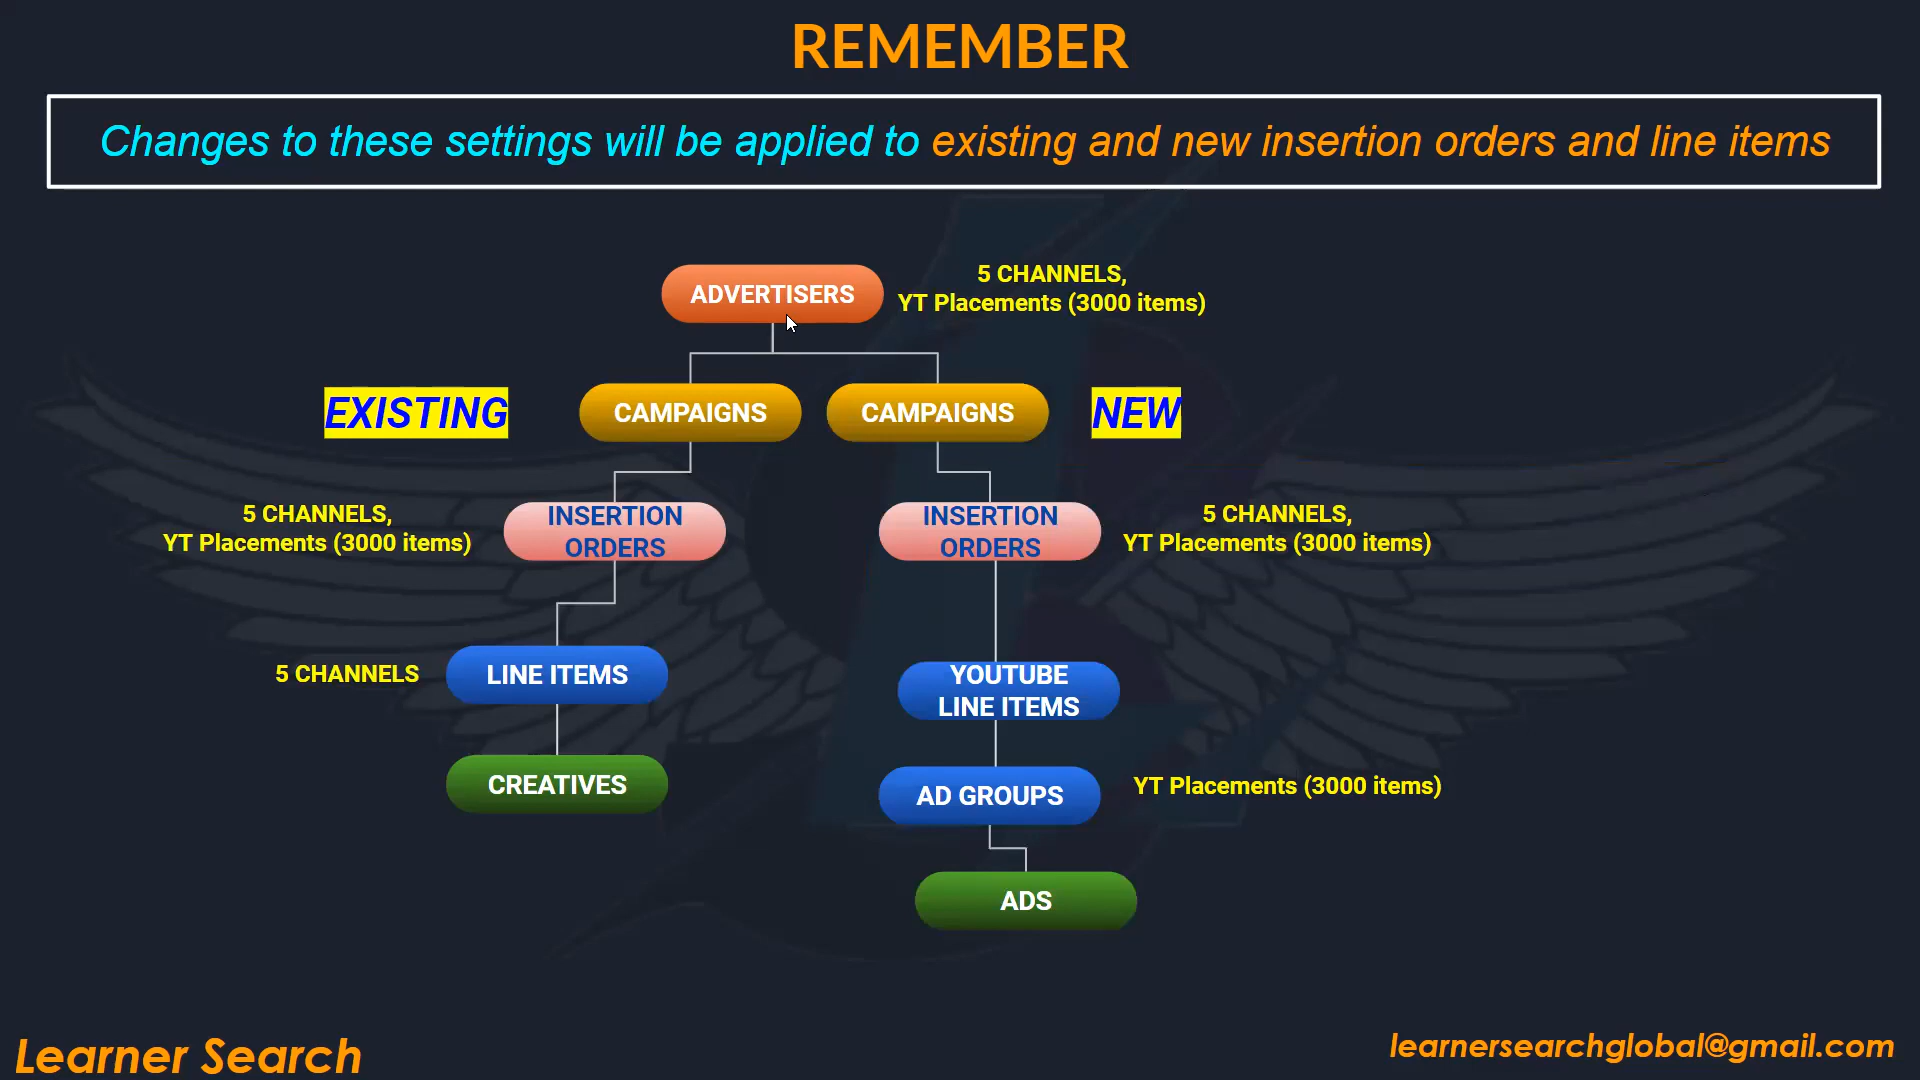 REMEMBER
Changes to these settings will be applied to existing and new insertion orders and line items
ADVERTISERS
5 CHANNELS,
YT Placements (3000 items)
EXISTING
CAMPAIGNS
CAMPAIGNS
NEW
5 CHANNELS,
YT Placements (3000 items)
INSERTION
ORDERS
INSERTION
ORDERS
5 CHANNELS,
YT Placements (3000 items)
5 CHANNELS
LINE ITEMS
YOUTUBE
LINE ITEMS
CREATIVES
AD GROUPS
YT Placements (3000 items)
ADS
Learner Search
learnersearchglobal@gmail.com